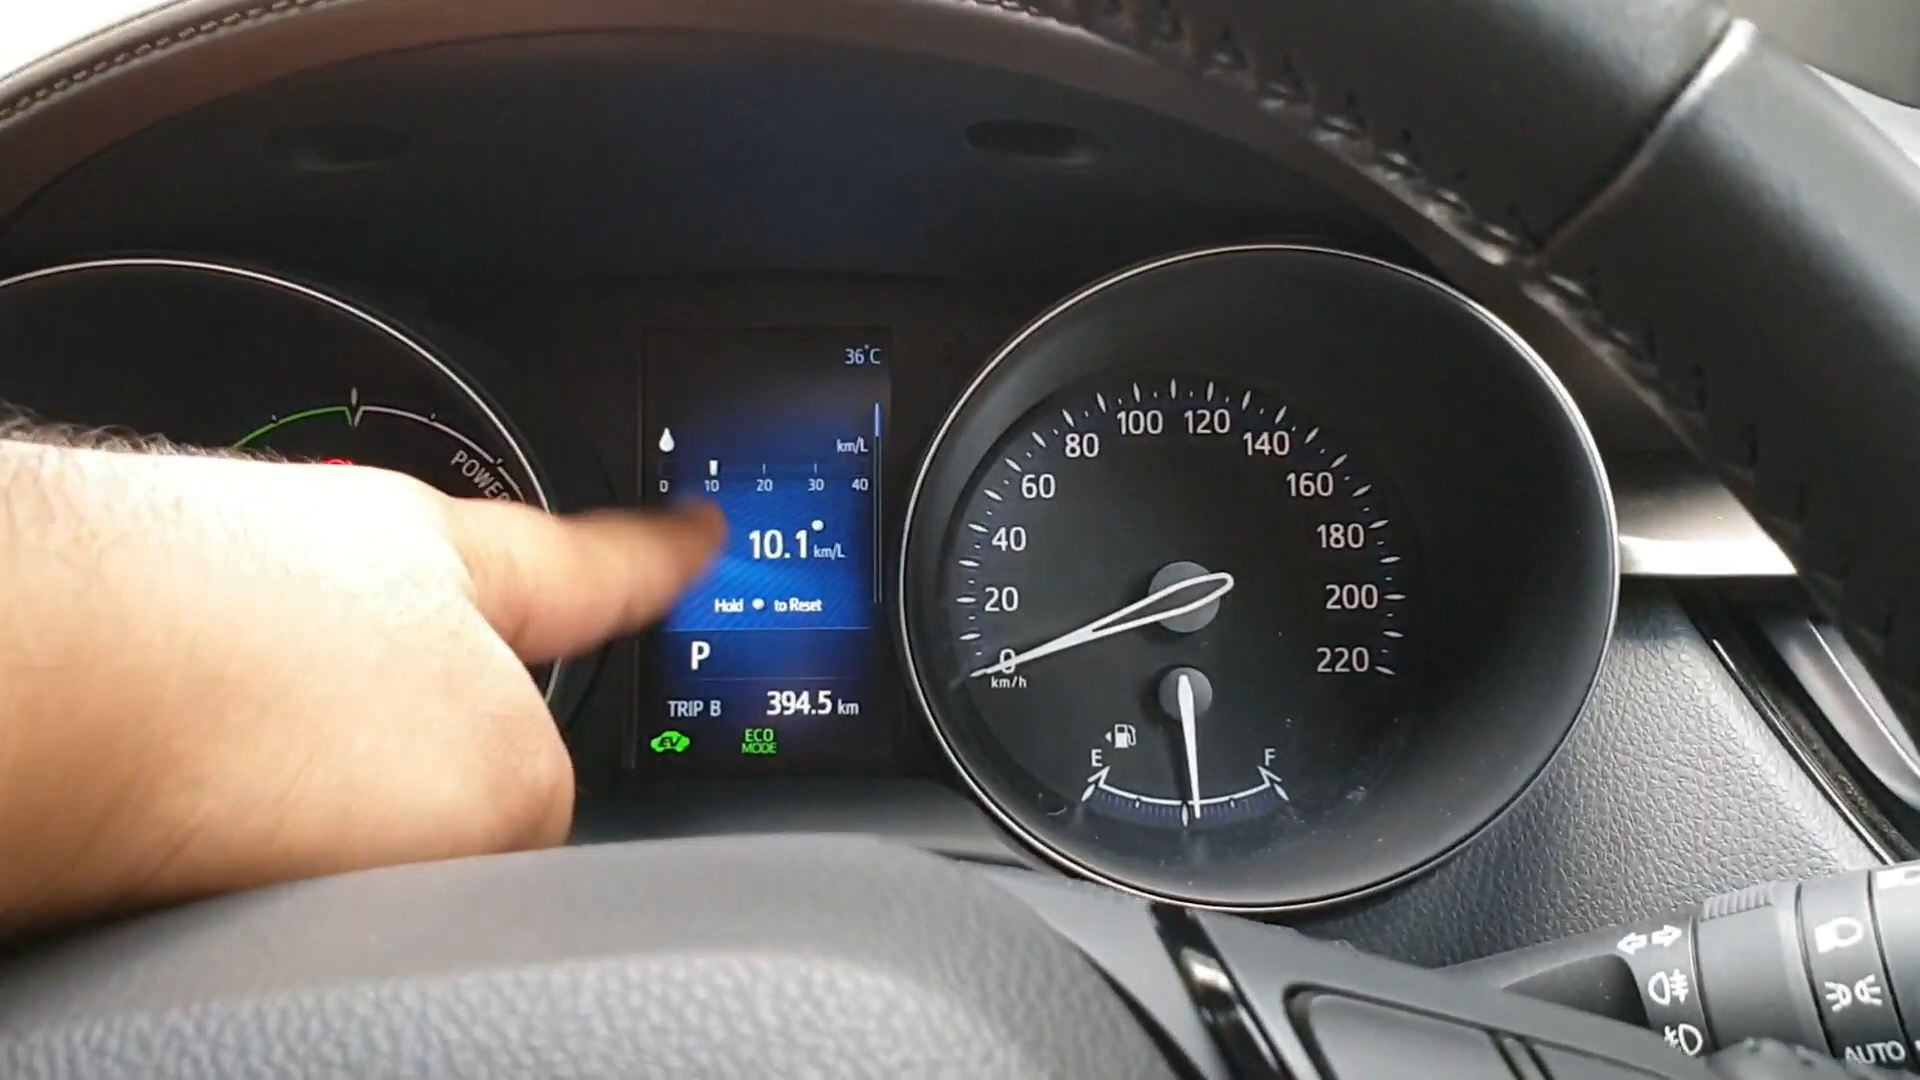 POWER
36°C
km/L
0 10 20 30 40
10.1 km/L
Hold to Reset
P
TRIP B 394.5 km
EV ECO MODE
0 20 40 60 80 100 120 140 160 180 200 220
km/h
E F
AUTO